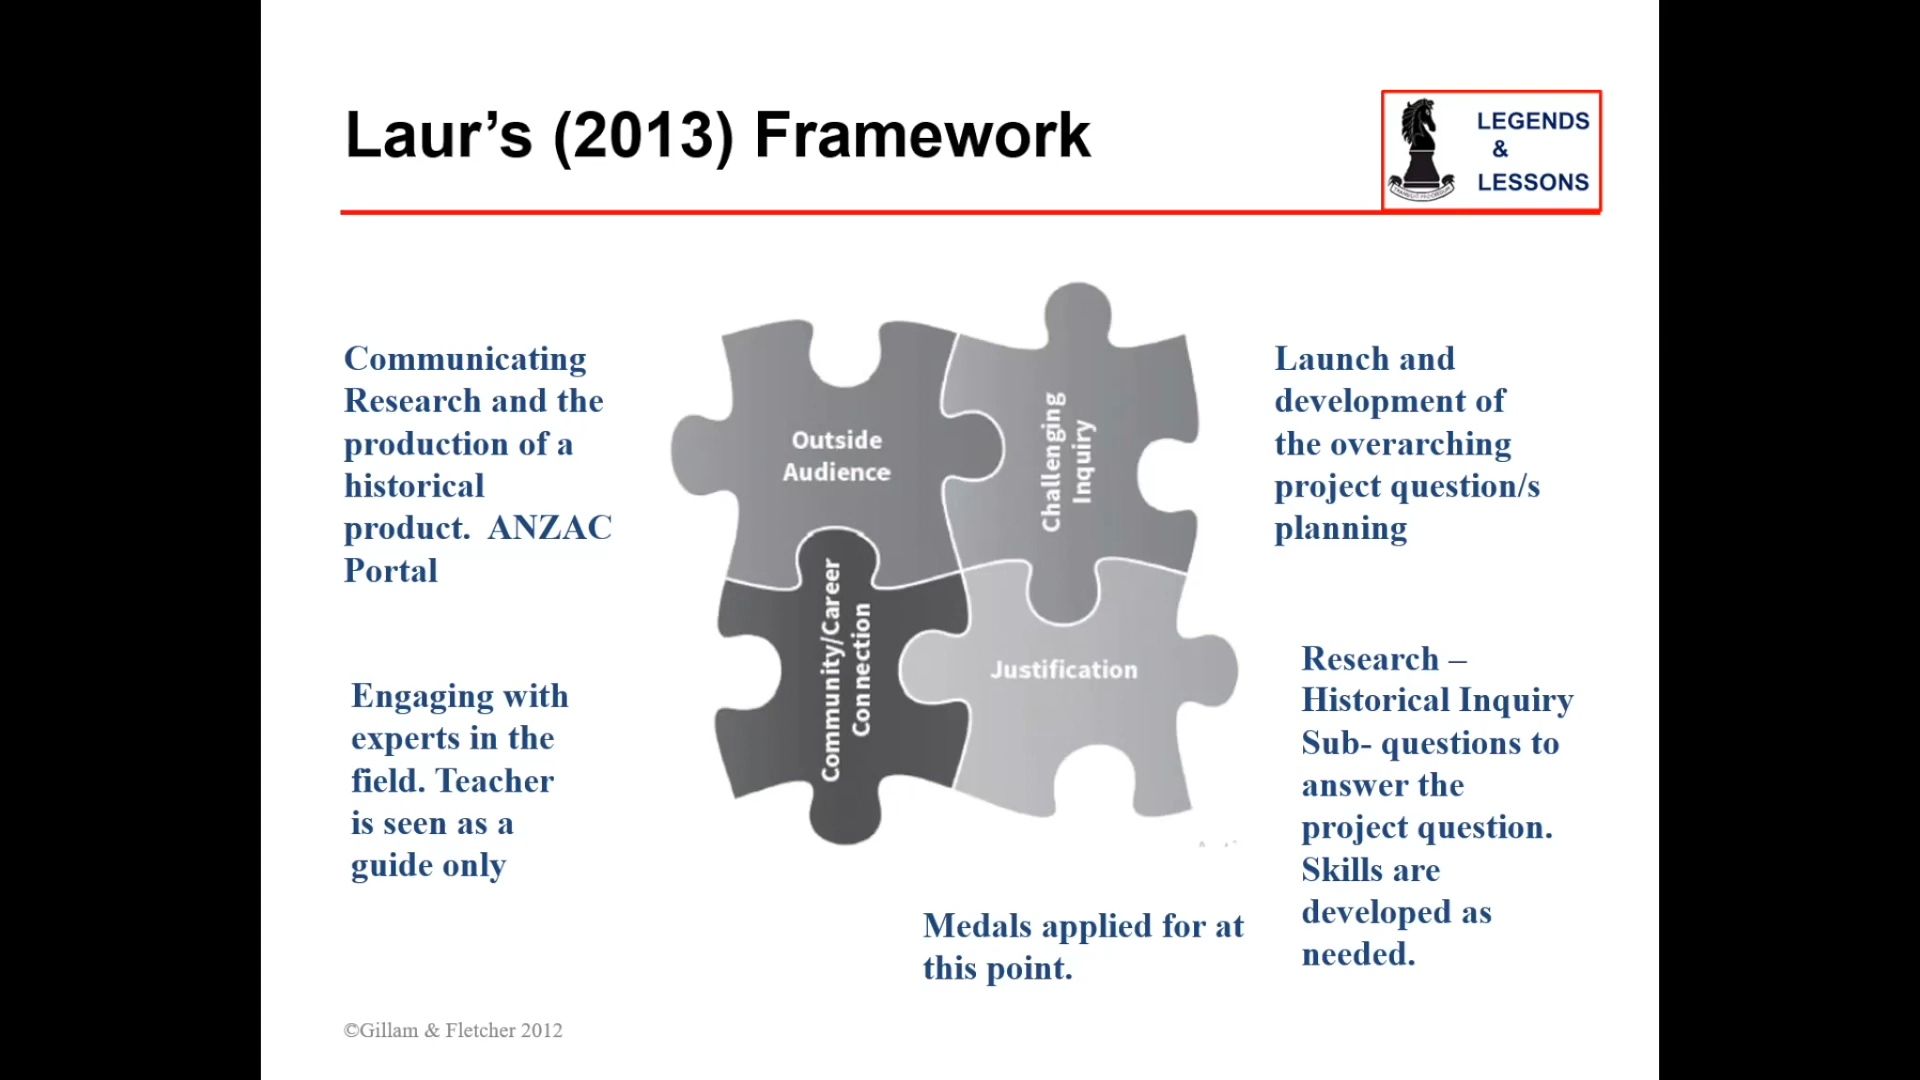 Laur's (2013) Framework
LEGENDS
&
LESSONS
Communicating
Research and the
production of a
historical
product.  ANZAC
Portal
Outside
Audience
Challenging
Inquiry
Launch and
development of
the overarching
project question/s
planning
Engaging with
experts in the
field. Teacher
is seen as a
guide only
Community/Career
Connection
Justification
Research –
Historical Inquiry
Sub- questions to
answer the
project question.
Skills are
developed as
needed.
Medals applied for at
this point.
©Gillam & Fletcher 2012